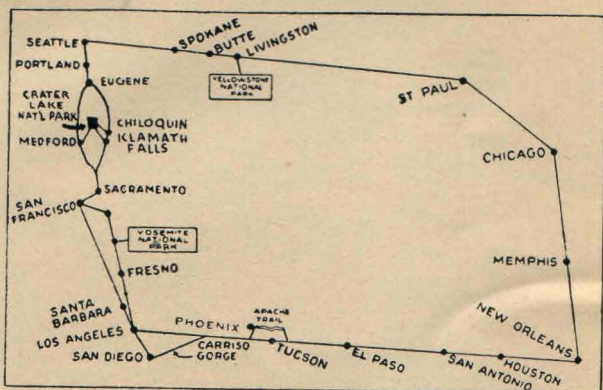 SEATTLE
SPOKANE
BUTTE
LIVINGSTON
PORTLAND
YELLOWSTONE
NATIONAL
PARK
EUGENE
ST PAUL
CRATER
LAKE
NAT'L PARK
CHILOQUIN
KLAMATH
FALLS
MEDFORD
CHICAGO
SACRAMENTO
SAN
FRANCISCO
YOSEMITE
NATIONAL
PARK
MEMPHIS
FRESNO
SANTA
BARBARA
LOS ANGELES
PHOENIX
APACHE
TRAIL
NEW ORLEANS
SAN DIEGO
CARRISO
GORGE
TUCSON
EL PASO
SAN ANTONIO
HOUSTON